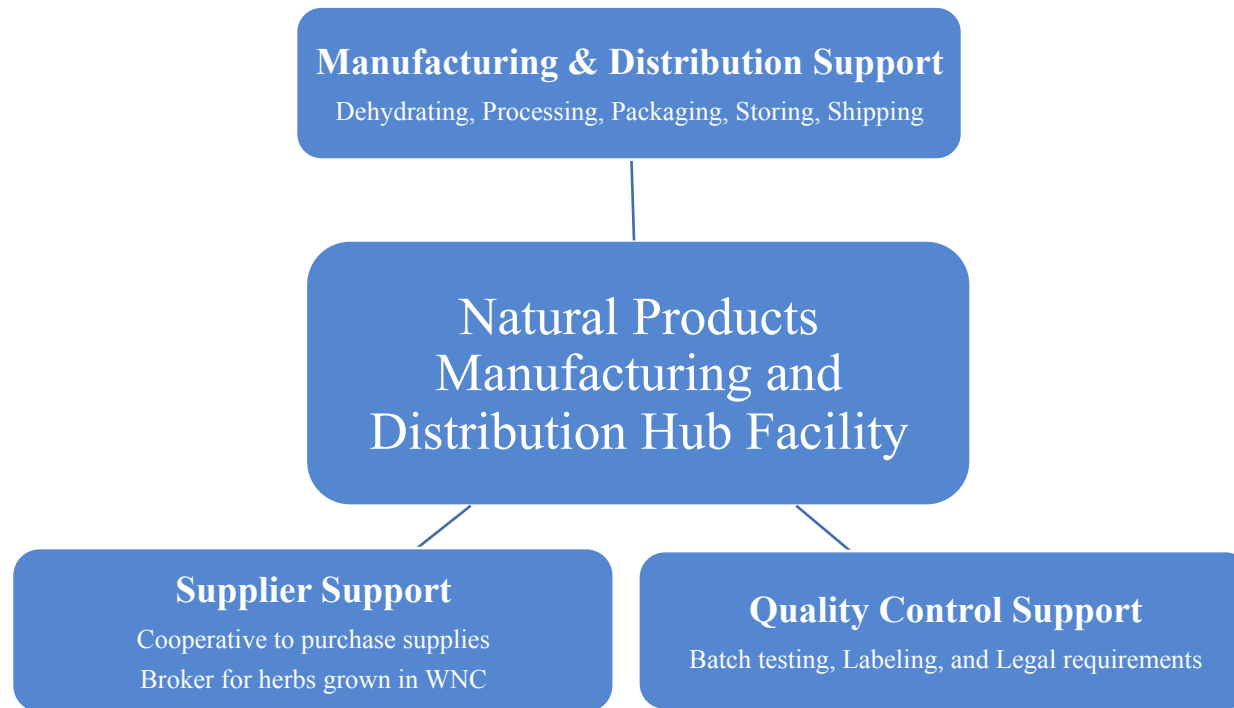 Manufacturing & Distribution Support
Dehydrating, Processing, Packaging, Storing, Shipping
Natural Products
Manufacturing and
Distribution Hub Facility
Supplier Support
Cooperative to purchase supplies
Broker for herbs grown in WNC
Quality Control Support
Batch testing, Labeling, and Legal requirements